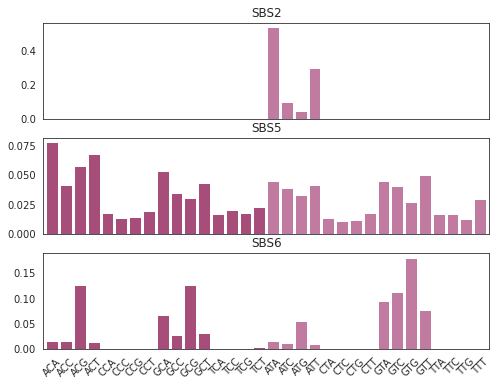 SBS2
0.4
0.2
0.0
SBS5
0.075
0.050
0.025
0.000
SBS6
0.15
0.10
0.05
0.00
ACA ACC ACG ACT CCA CCC CCG CCT GCA GCC GCG GCT TCA TCC TCG TCT ATA ATC ATG ATT CTA CTC CTG CTT GTA GTC GTG GTT TTA TTC TTG TTT